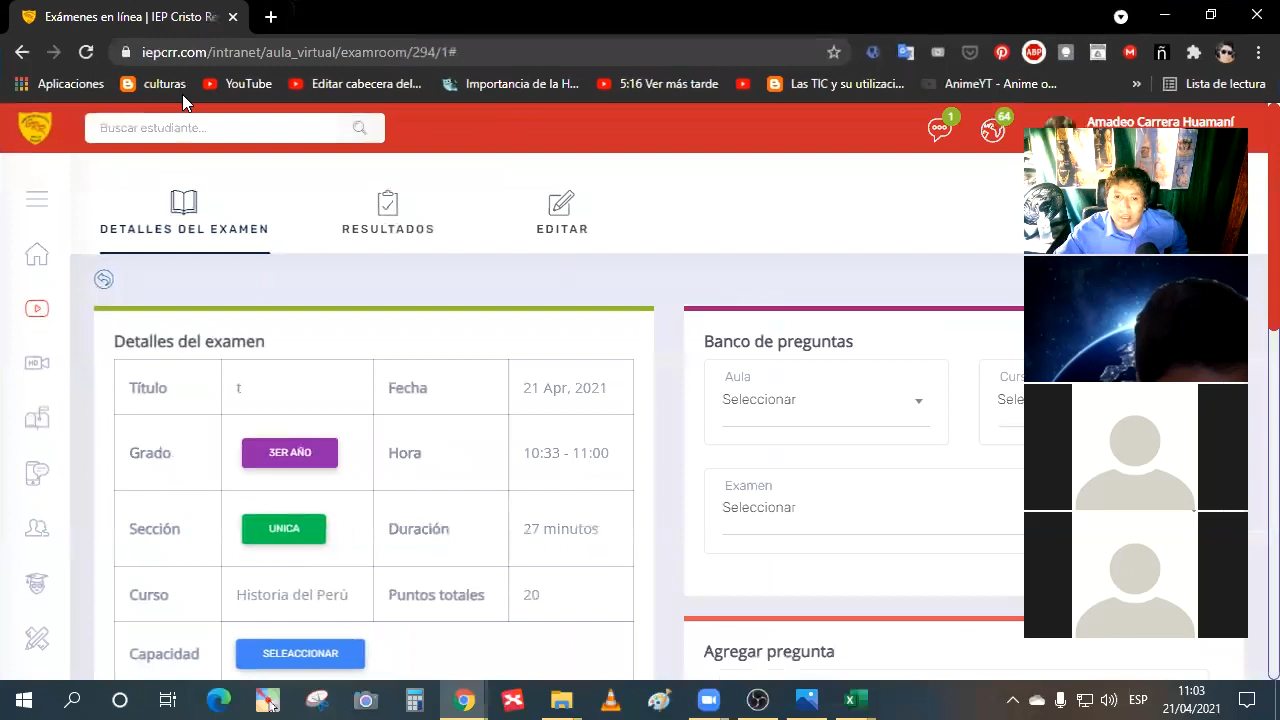 Exámenes en línea | IEP Cristo Re
iepcrr.com/intranet/aula_virtual/examroom/294/1#
Aplicaciones culturas YouTube Editar cabecera del... Importancia de la H... 5:16 Ver más tarde Las TIC y su utilizaci... AnimeYT - Anime o... » Lista de lectura
Buscar estudiante...
1 64
Amadeo Carrera Huamaní
DETALLES DEL EXAMEN RESULTADOS EDITAR
Detalles del examen
Título t Fecha 21 Apr, 2021
Grado 3ER AÑO Hora 10:33 - 11:00
Sección UNICA Duración 27 minutos
Curso Historia del Perú Puntos totales 20
Capacidad SELEACCIONAR
Banco de preguntas
Aula
Seleccionar
Examen
Seleccionar
Agregar pregunta
ESP
11:03
21/04/2021